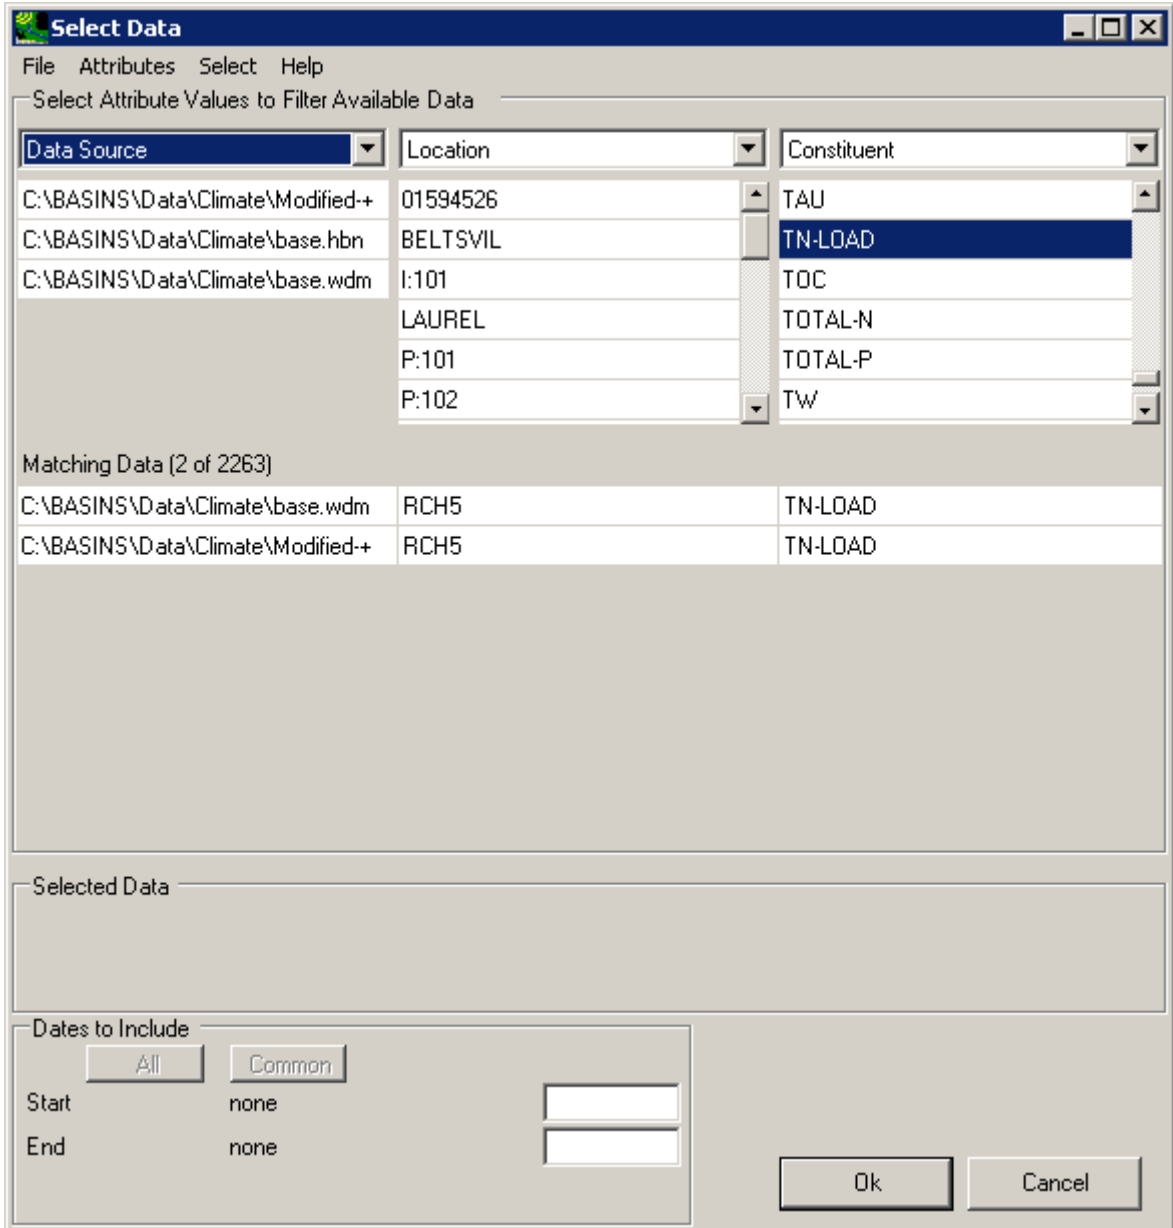 Select Data
File Attributes Select Help
Select Attribute Values to Filter Available Data
Data Source Location Constituent
C:\BASINS\Data\Climate\Modified-+ 01594526 TAU
C:\BASINS\Data\Climate\base.hbn BELTSVIL TN-LOAD
C:\BASINS\Data\Climate\base.wdm I:101 TOC
LAUREL TOTAL-N
P:101 TOTAL-P
P:102 TW
Matching Data (2 of 2263)
C:\BASINS\Data\Climate\base.wdm RCH5 TN-LOAD
C:\BASINS\Data\Climate\Modified-+ RCH5 TN-LOAD
Selected Data
Dates to Include
All Common
Start none
End none
Ok Cancel